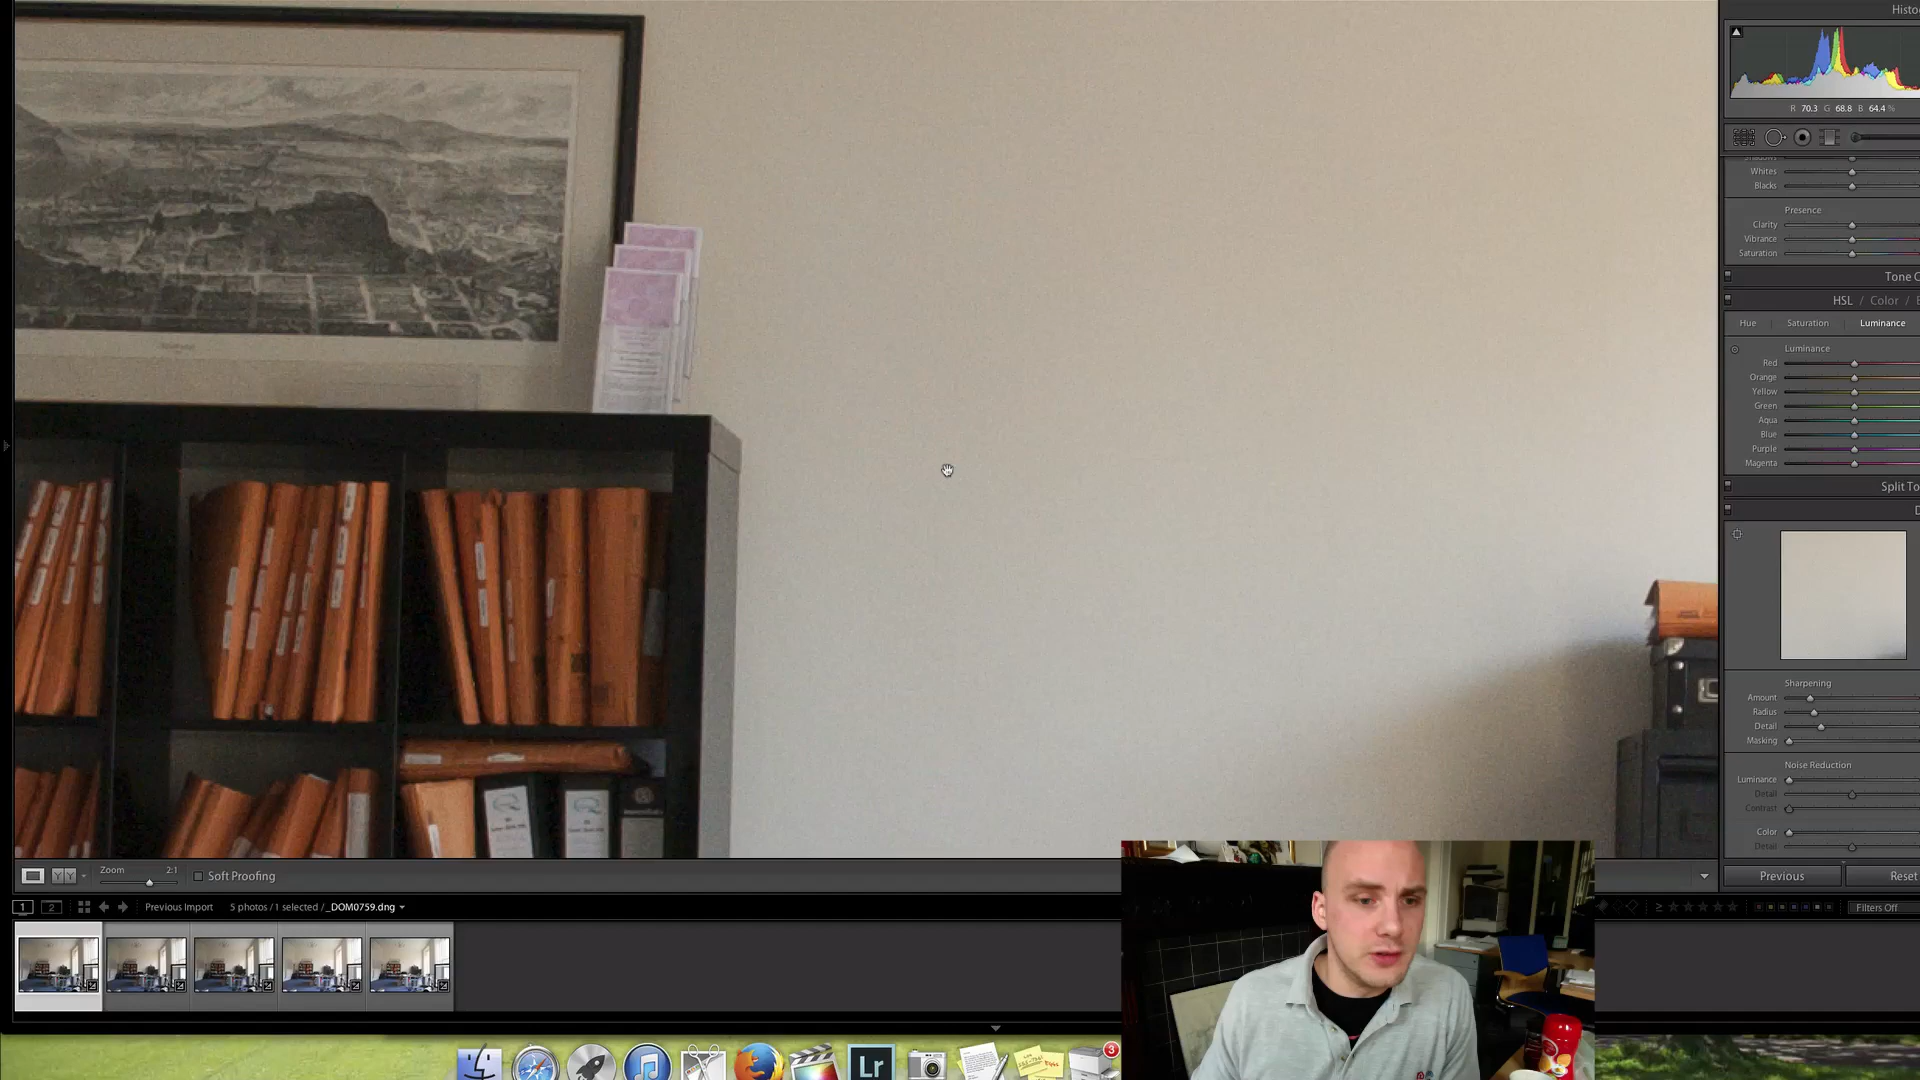 Histo
R 70.3 G 68.8 B 64.4 %
Shadows
Whites
Blacks
Presence
Clarity
Vibrance
Saturation
Tone C
HSL / Color /
Hue Saturation Luminance
Luminance
Red
Orange
Yellow
Green
Aqua
Blue
Purple
Magenta
Split To
Sharpening
Amount
Radius
Detail
Masking
Noise Reduction
Luminance
Detail
Contrast
Color
Detail
Zoom 2:1
Soft Proofing
Previous Reset
1 2 Previous Import 5 photos / 1 selected / _DOM0759.dng
Filters Off
Lr
3